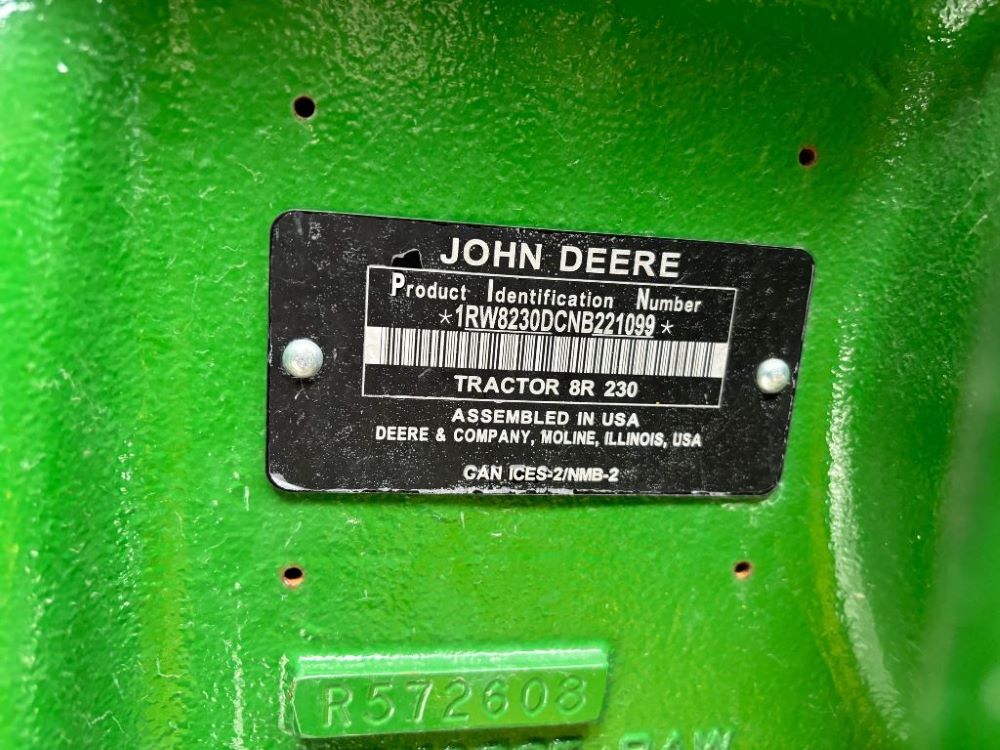 JOHN DEERE
Product Identification Number
*1RW8230DCNB221099*
TRACTOR 8R 230
ASSEMBLED IN USA
DEERE & COMPANY, MOLINE, ILLINOIS, USA
CAN ICES-2/NMB-2
R572608